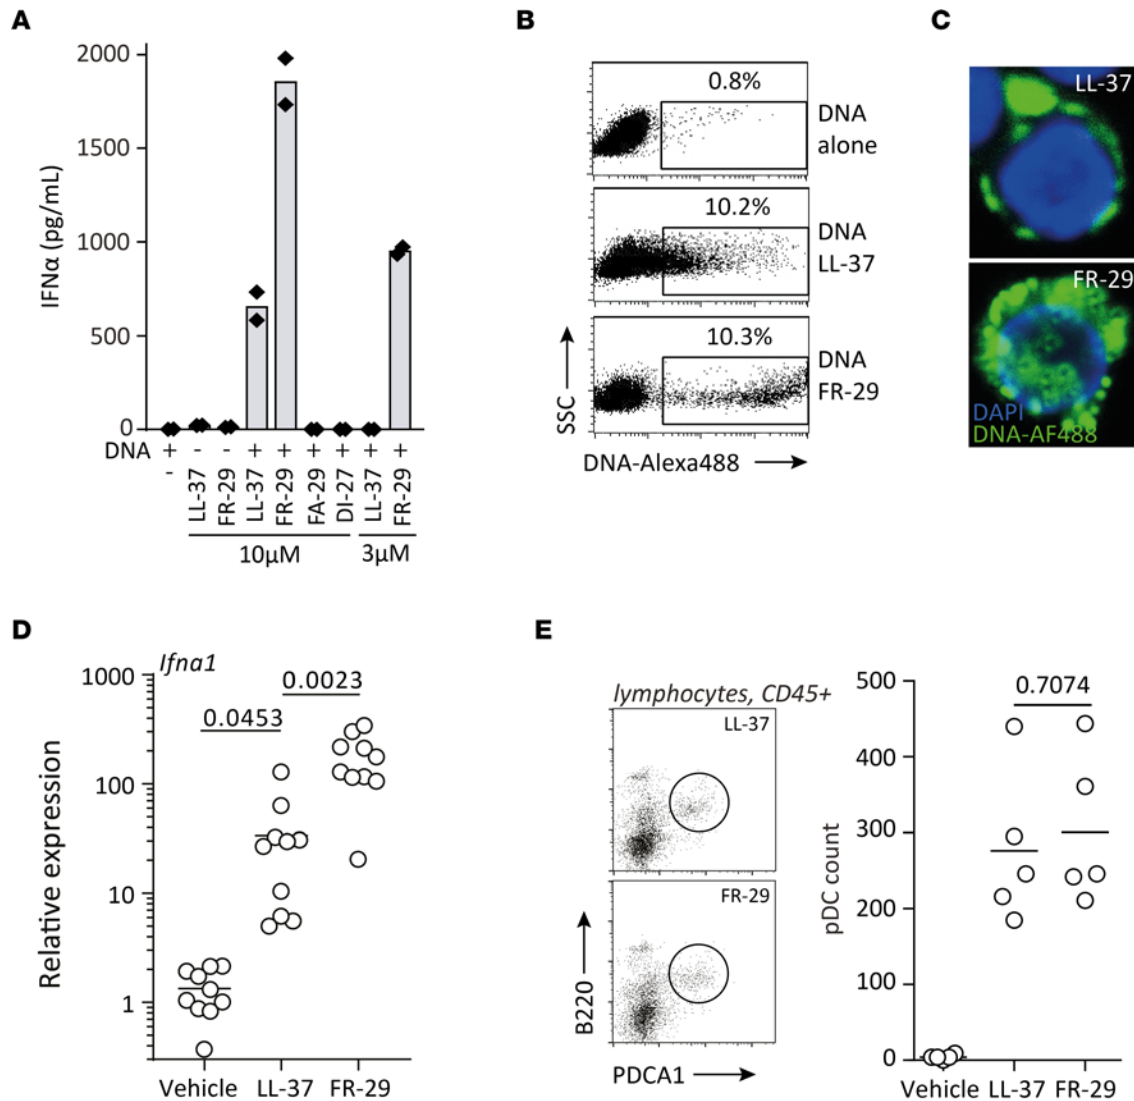 A
2000
1500
1000
500
0
IFNα (pg/mL)
DNA + - - + + + + + +
- LL-37 FR-29 LL-37 FR-29 FA-29 DI-27 LL-37 FR-29
10µM 3µM
B
0.8%
DNA
alone
10.2%
DNA
LL-37
10.3%
DNA
FR-29
SSC
DNA-Alexa488
C
LL-37
FR-29
DAPI
DNA-AF488
D
Ifna1
1000
100
10
1
Relative expression
0.0453
0.0023
Vehicle LL-37 FR-29
E
lymphocytes, CD45+
LL-37
FR-29
B220
PDCA1
500
400
300
200
100
0
pDC count
0.7074
Vehicle LL-37 FR-29